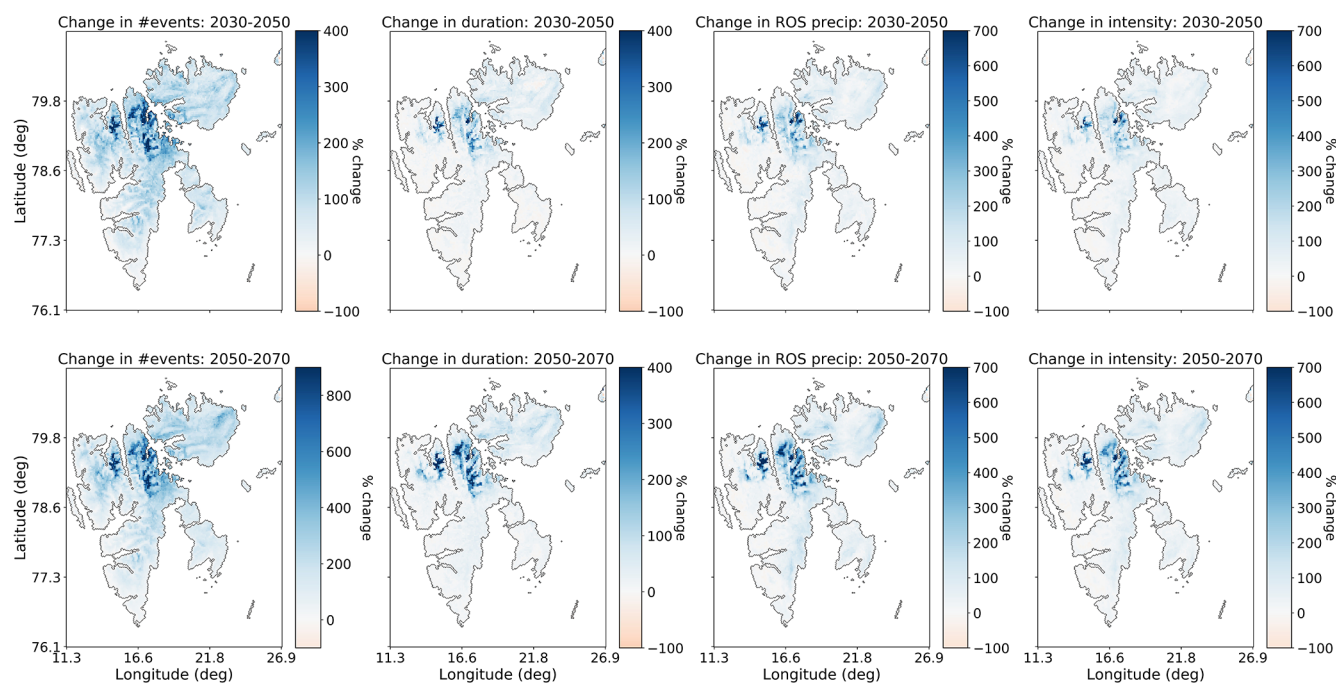 Change in #events: 2030-2050
Change in duration: 2030-2050
Change in ROS precip: 2030-2050
Change in intensity: 2030-2050
Latitude (deg)
79.8
78.6
77.3
76.1
400
300
200
100
0
−100
% change
400
300
200
100
0
−100
% change
700
600
500
400
300
200
100
0
−100
% change
700
600
500
400
300
200
100
0
−100
% change
Change in #events: 2050-2070
Change in duration: 2050-2070
Change in ROS precip: 2050-2070
Change in intensity: 2050-2070
Latitude (deg)
79.8
78.6
77.3
76.1
800
600
400
200
0
% change
400
300
200
100
0
−100
% change
700
600
500
400
300
200
100
0
−100
% change
700
600
500
400
300
200
100
0
−100
% change
11.3 16.6 21.8 26.9
11.3 16.6 21.8 26.9
11.3 16.6 21.8 26.9
11.3 16.6 21.8 26.9
Longitude (deg)
Longitude (deg)
Longitude (deg)
Longitude (deg)